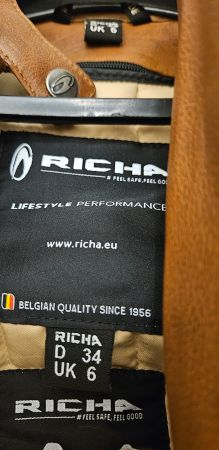 RICHA
UK 6
RICHA
# FEEL SAFE, FEEL GOOD
LIFESTYLE PERFORMANCE
www.richa.eu
BELGIAN QUALITY SINCE 1956
RICHA
D 34
UK 6
RICHA
# FEEL SAFE, FEEL GOOD